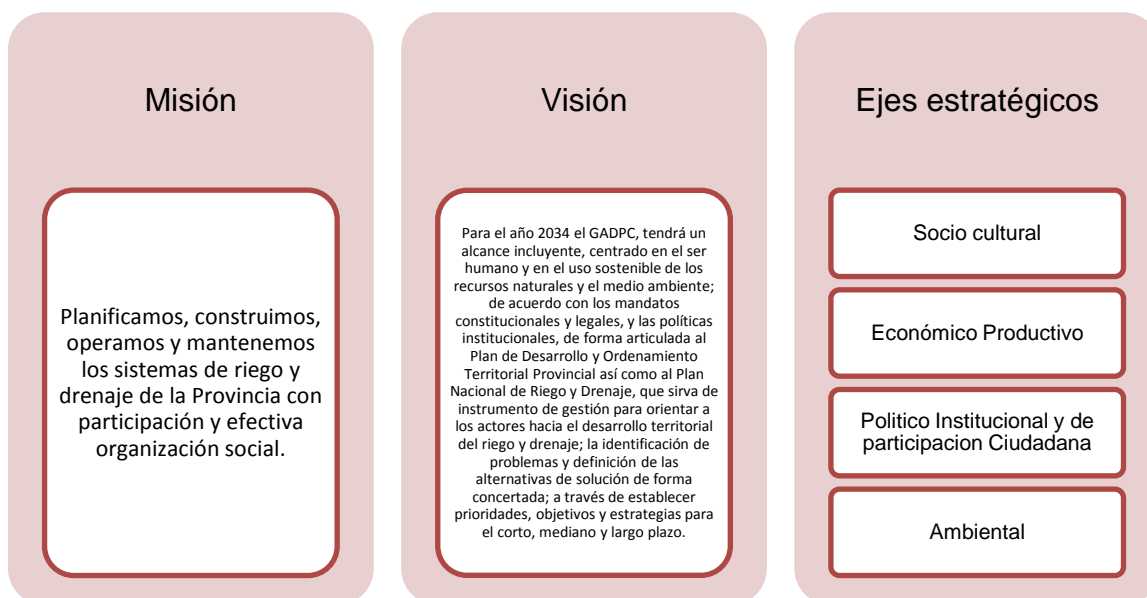 Misión
Planificamos, construimos,
operamos y mantenemos
los sistemas de riego y
drenaje de la Provincia con
participación y efectiva
organización social.
Visión
Para el año 2034 el GADPC, tendrá un
alcance incluyente, centrado en el ser
humano y en el uso sostenible de los
recursos naturales y el medio ambiente;
de acuerdo con los mandatos
constitucionales y legales, y las políticas
institucionales, de forma articulada al
Plan de Desarrollo y Ordenamiento
Territorial Provincial así como al Plan
Nacional de Riego y Drenaje, que sirva de
instrumento de gestión para orientar a
los actores hacia el desarrollo territorial
del riego y drenaje; la identificación de
problemas y definición de las
alternativas de solución de forma
concertada; a través de establecer
prioridades, objetivos y estrategias para
el corto, mediano y largo plazo.
Ejes estratégicos
Socio cultural
Económico Productivo
Politico Institucional y de
participacion Ciudadana
Ambiental